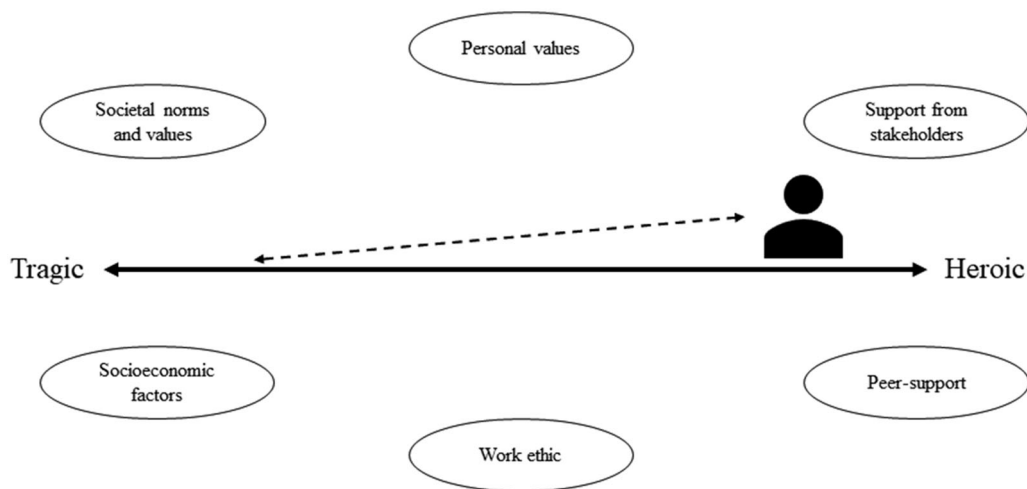 Personal values
Societal norms
and values
Support from
stakeholders
Tragic
Heroic
Socioeconomic
factors
Peer-support
Work ethic